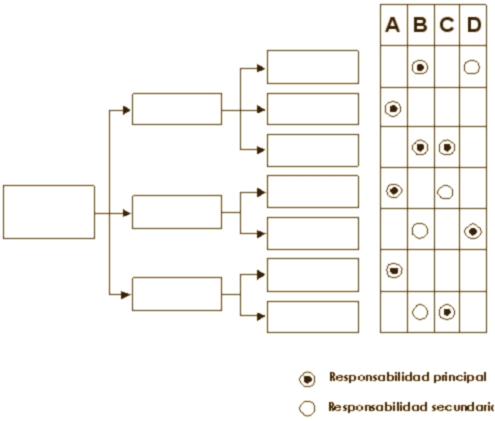 A B C D
Responsabilidad principal
Responsabilidad secundari